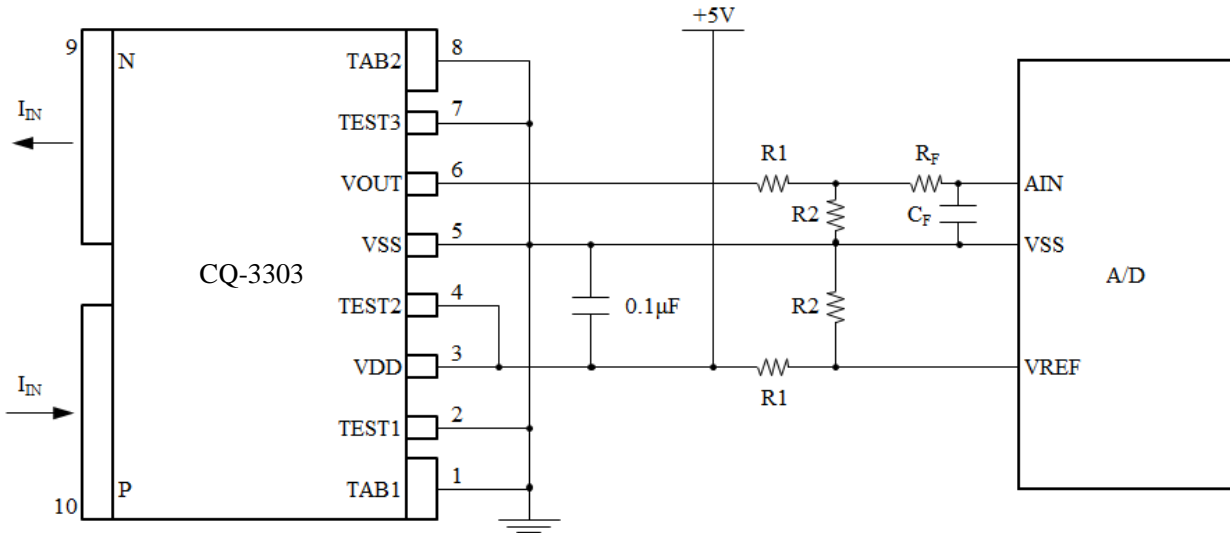 +5V
9
N
TAB2
8
I_IN
TEST3
7
VOUT
6
R1
R_F
AIN
R2
C_F
VSS
5
VSS
CQ-3303
A/D
TEST2
4
0.1µF
R2
VDD
3
VREF
I_IN
R1
TEST1
2
TAB1
1
P
10